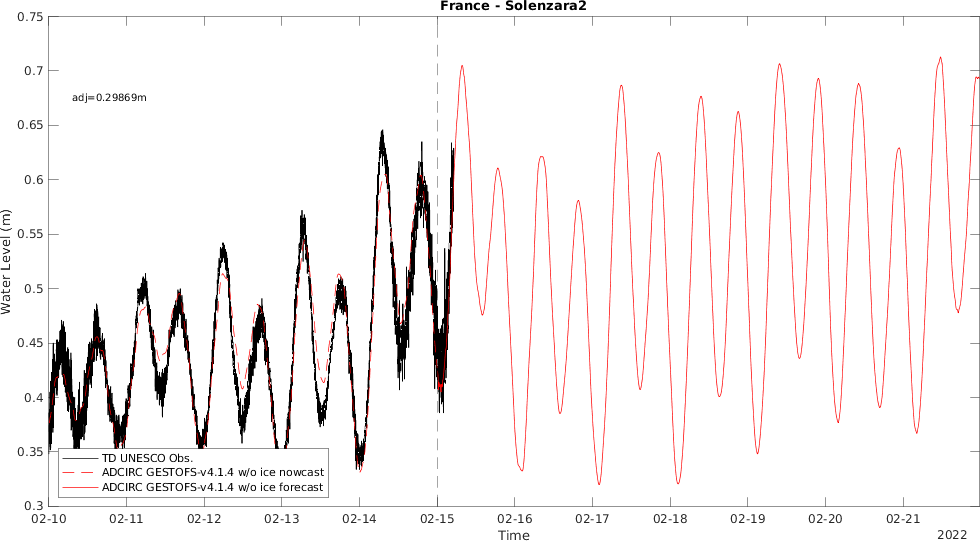 France - Solenzara2
0.75
0.7
0.65
0.6
0.55
0.5
0.45
0.4
0.35
0.3
Water Level (m)
adj=0.29869m
TD UNESCO Obs.
ADCIRC GESTOFS-v4.1.4 w/o ice nowcast
ADCIRC GESTOFS-v4.1.4 w/o ice forecast
02-10 02-11 02-12 02-13 02-14 02-15 02-16 02-17 02-18 02-19 02-20 02-21
Time
2022